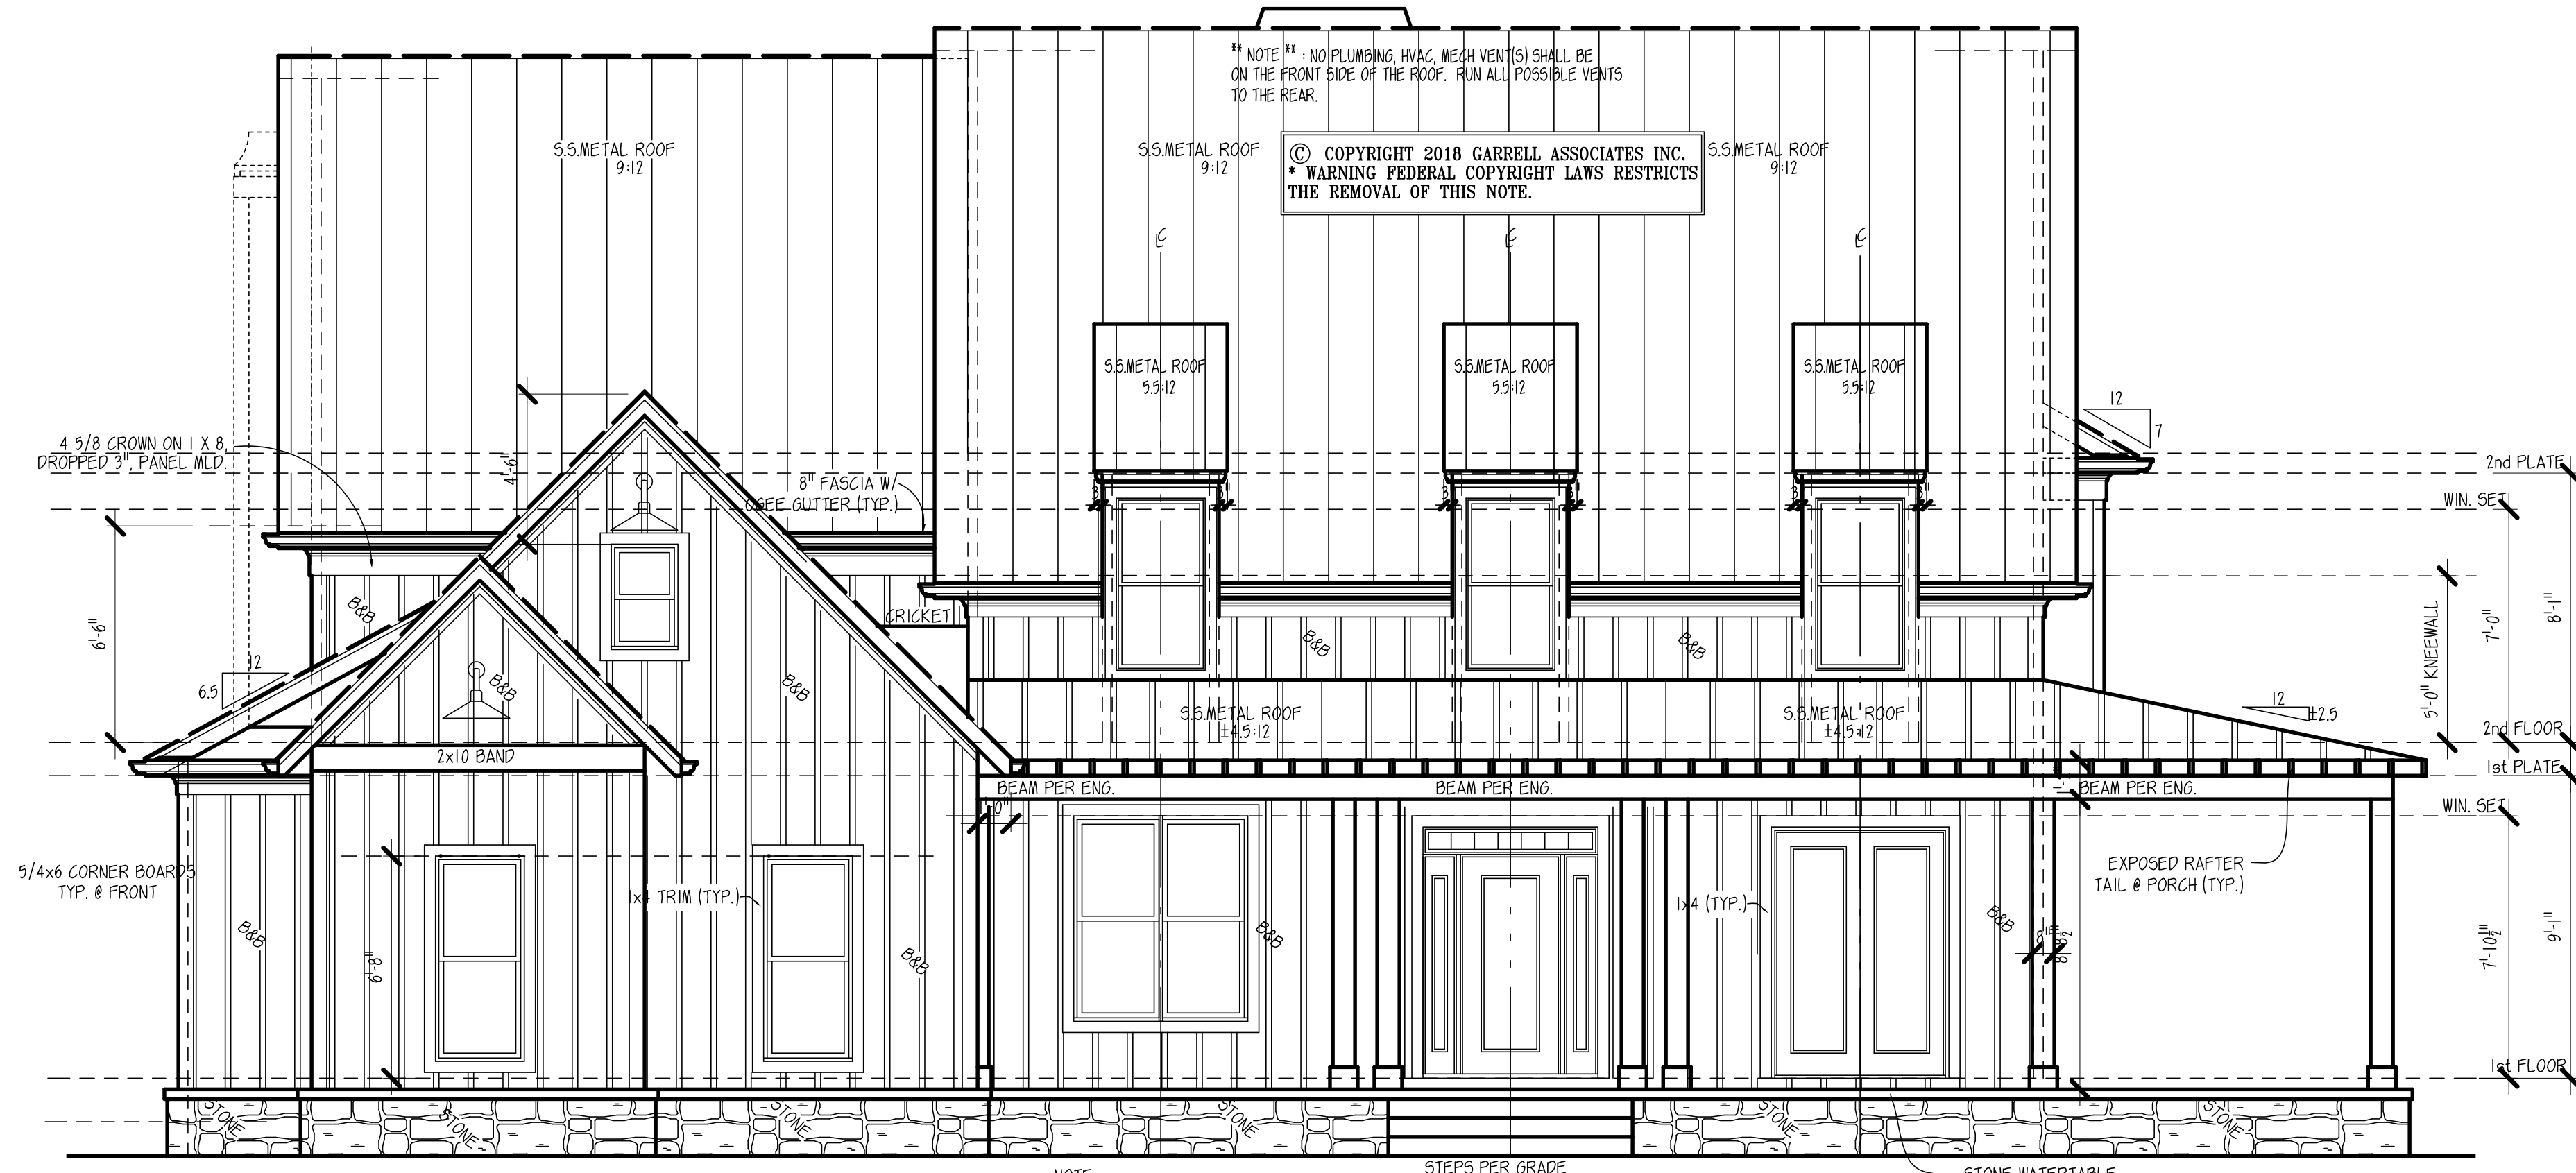 ** NOTE ** : NO PLUMBING, HVAC, MECH VENT(S) SHALL BE
ON THE FRONT SIDE OF THE ROOF. RUN ALL POSSIBLE VENTS
TO THE REAR.
S.S.METAL ROOF
9:12
S.S.METAL ROOF
9:12
© COPYRIGHT 2018 GARRELL ASSOCIATES INC.
* WARNING FEDERAL COPYRIGHT LAWS RESTRICTS
THE REMOVAL OF THIS NOTE.
S.S.METAL ROOF
9:12
S.S.METAL ROOF
5.5:12
S.S.METAL ROOF
5.5:12
S.S.METAL ROOF
5.5:12
12
7
4 5/8 CROWN ON 1 X 8,
DROPPED 3", PANEL MLD.
4'-6"
8" FASCIA W/
OGEE GUTTER (TYP.)
2nd PLATE
WIN. SET
6'-6"
B&B
CRICKET
B&B
B&B
7'-0"
8'-1"
5'-0" KNEEWALL
12
6.5
B&B
B&B
S.S.METAL ROOF
±4.5:12
S.S.METAL ROOF
±4.5:12
12
±2.5
2nd FLOOR
2x10 BAND
1st PLATE
BEAM PER ENG.
BEAM PER ENG.
BEAM PER ENG.
1'-0"
WIN. SET
5/4x6 CORNER BOARDS
TYP. @ FRONT
1x4 TRIM (TYP.)
1x4 (TYP.)
EXPOSED RAFTER
TAIL @ PORCH (TYP.)
B&B
6'-8"
B&B
B&B
B&B
7'-10½"
9'-1"
1st FLOOR
STONE
STONE
STONE
STONE
STONE
STONE
NOTE
STEPS PER GRADE
STONE WATERTABLE